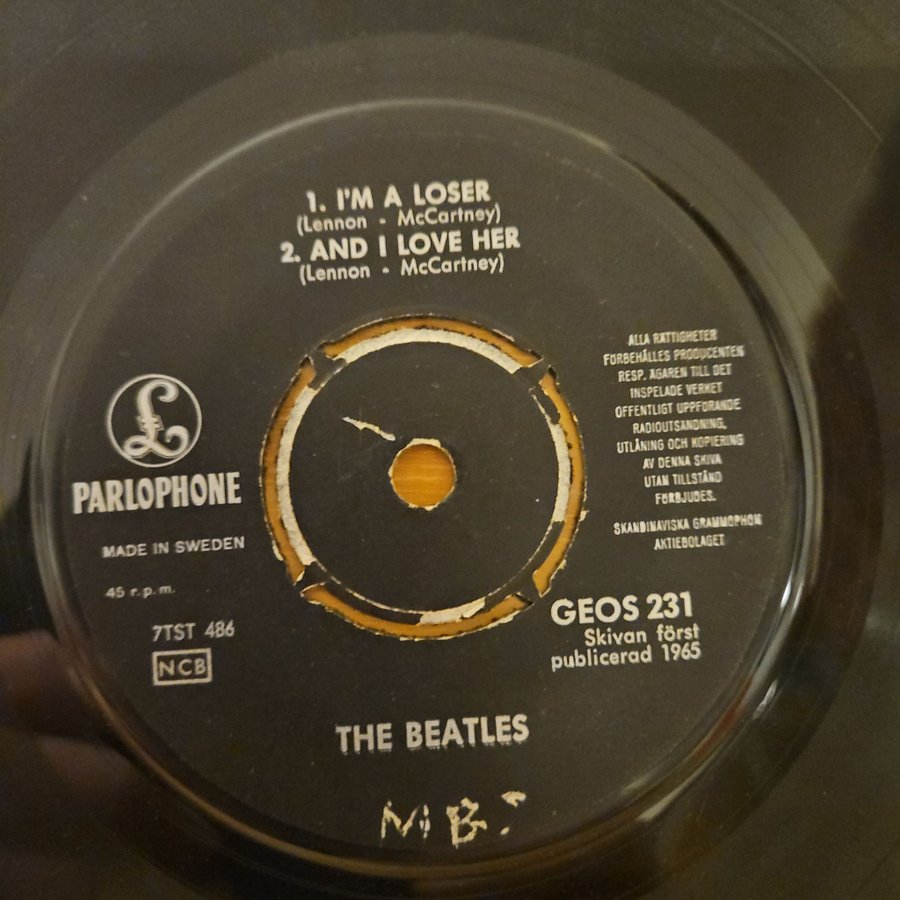 1. I'M A LOSER
(Lennon - McCartney)
2. AND I LOVE HER
(Lennon - McCartney)
£
PARLOPHONE
MADE IN SWEDEN
45 r.p.m.
7TST 486
NCB
ALLA RÄTTIGHETER
FÖRBEHÅLLES PRODUCENTEN
RESP. ÄGAREN TILL DET
INSPELADE VERKET
OFFENTLIGT UPPFÖRANDE
RADIOUTSÄNDNING,
UTLÅNING OCH KOPIERING
AV DENNA SKIVA
UTAN TILLSTÅND
FÖRBJUDES.
SKANDINAVISKA GRAMMOPHON
AKTIEBOLAGET
GEOS 231
Skivan först
publicerad 1965
THE BEATLES